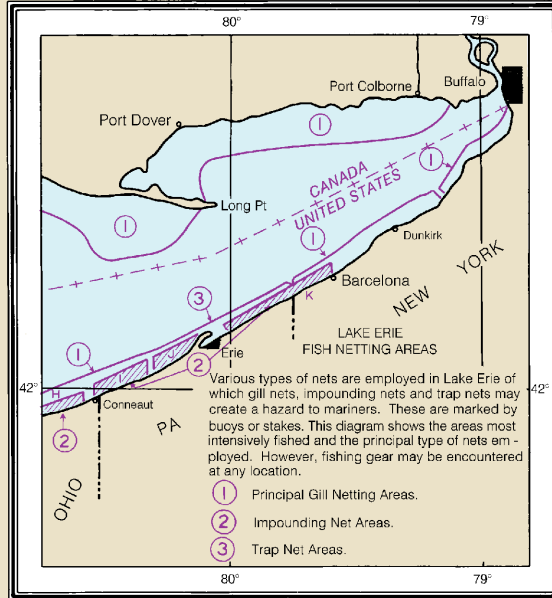 80° 79°
Port Colborne Buffalo
Port Dover
1
CANADA
UNITED STATES
1
1
Long Pt
1
Dunkirk
3
Barcelona
K
NEW YORK
LAKE ERIE
FISH NETTING AREAS
J
Erie
1
2
I
H
42° 42°
Conneaut
2
PA
OHIO
Various types of nets are employed in Lake Erie of
which gill nets, impounding nets and trap nets may
create a hazard to mariners. These are marked by
buoys or stakes. This diagram shows the areas most
intensively fished and the principal type of nets em -
ployed. However, fishing gear may be encountered
at any location.
1 Principal Gill Netting Areas.
2 Impounding Net Areas.
3 Trap Net Areas.
80° 79°